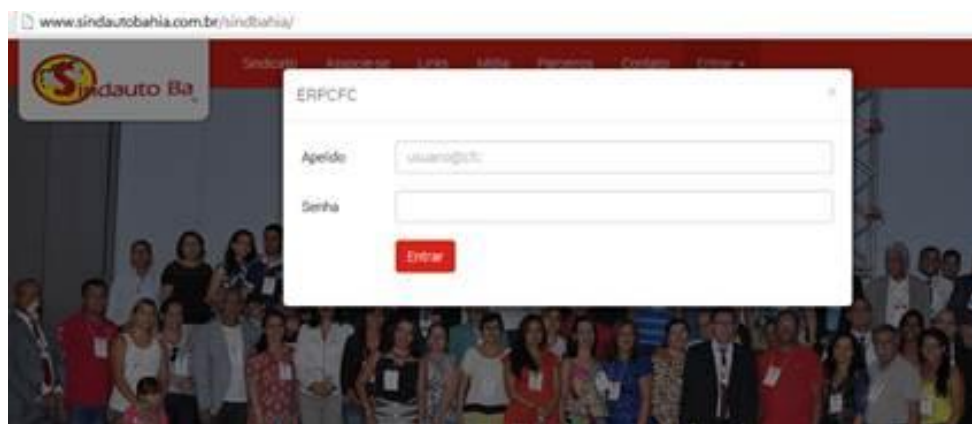 www.sindautobahia.com.br/sindbahia/
Sindauto Ba
Sindicato Associe-se Links Mídia Parceiros Contato Entrar
ERPCFC ×
Apelido usuario@cfc
Senha
Entrar